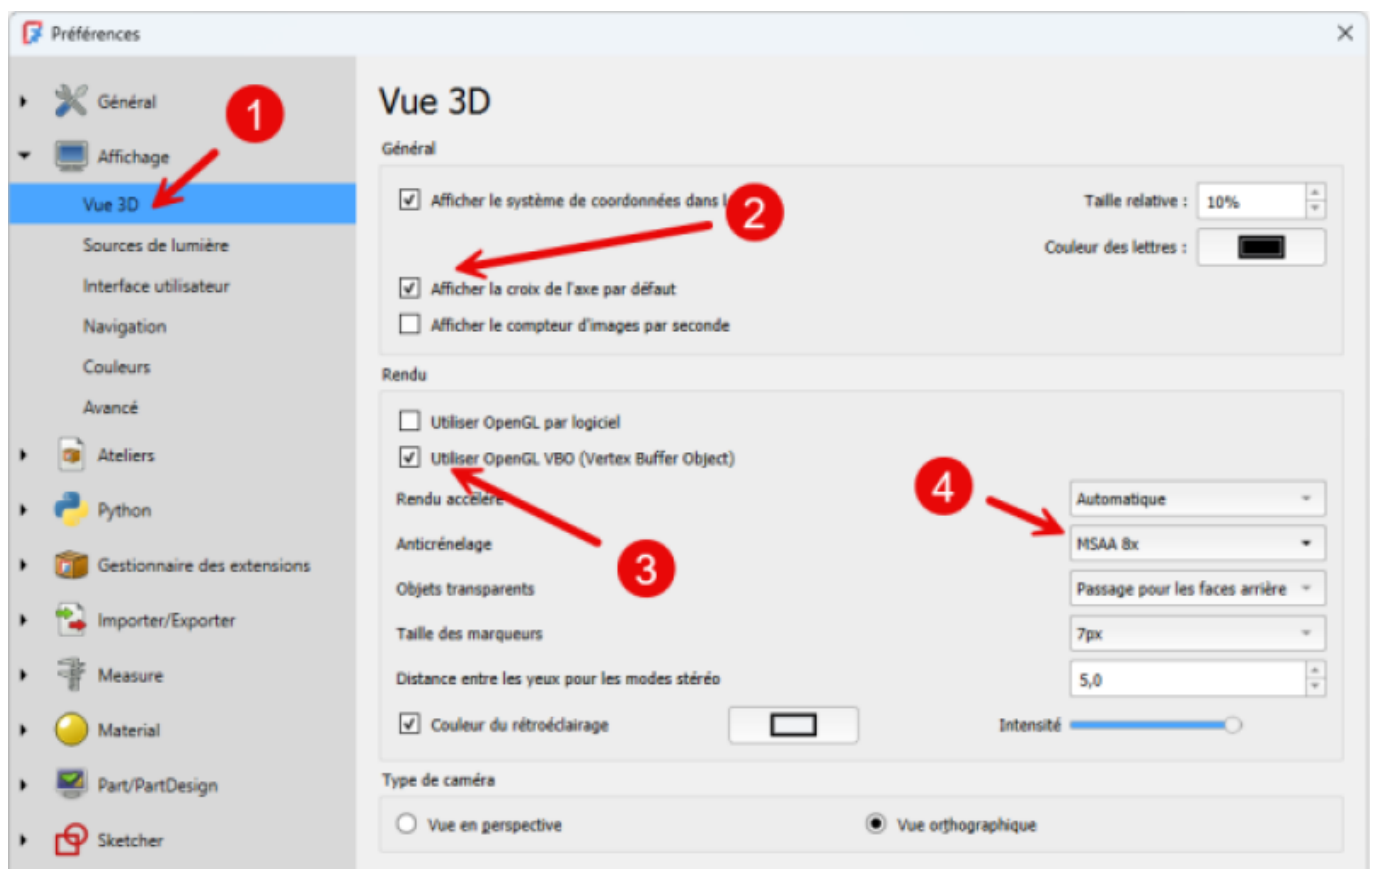 Préférences
Général
1
Affichage
Vue 3D
Sources de lumière
Interface utilisateur
Navigation
Couleurs
Avancé
Ateliers
Python
Gestionnaire des extensions
Importer/Exporter
Measure
Material
Part/PartDesign
Sketcher
Vue 3D
Général
Afficher le système de coordonnées dans
2
Taille relative : 10%
Couleur des lettres :
Afficher la croix de l'axe par défaut
Afficher le compteur d'images par seconde
Rendu
Utiliser OpenGL par logiciel
Utiliser OpenGL VBO (Vertex Buffer Object)
4
Rendu accéléré Automatique
Anticrénelage MSAA 8x
3
Objets transparents Passage pour les faces arrière
Taille des marqueurs 7px
Distance entre les yeux pour les modes stéréo 5,0
Couleur du rétroéclairage Intensité
Type de caméra
Vue en perspective Vue orthographique